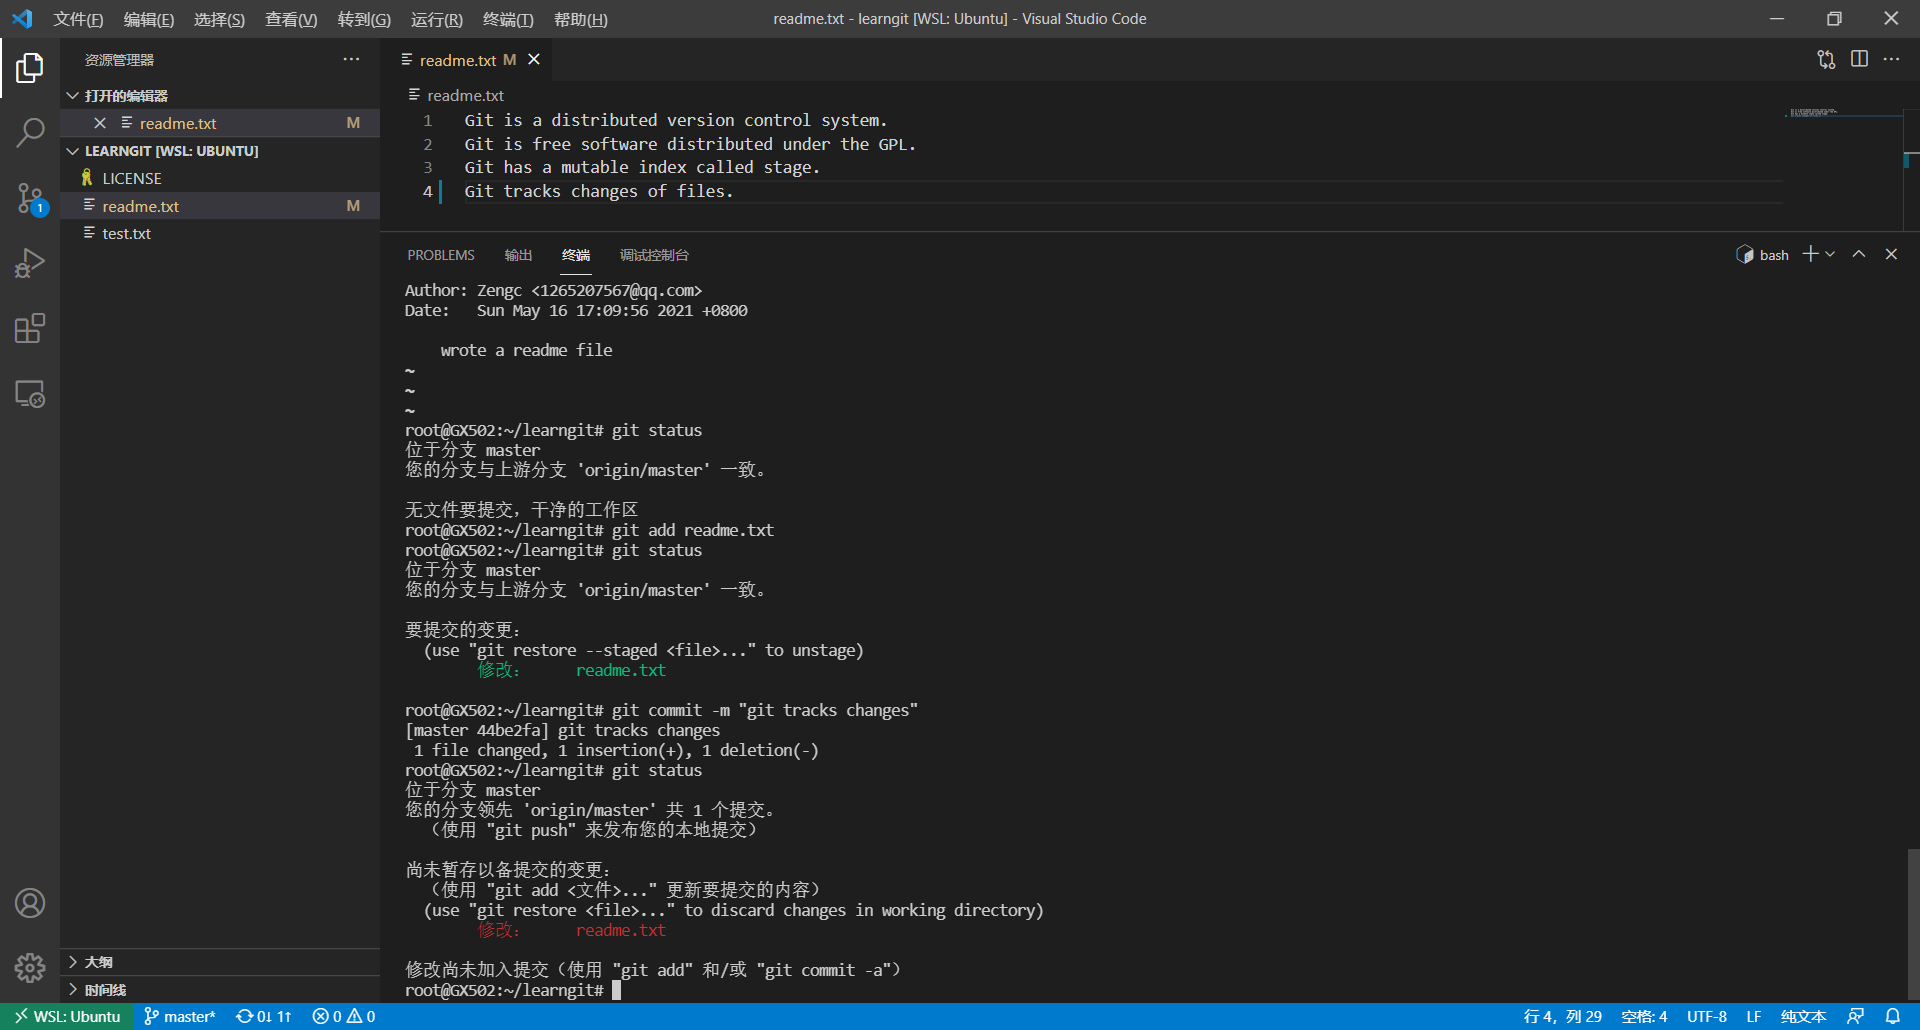 文件(F) 编辑(E) 选择(S) 查看(V) 转到(G) 运行(R) 终端(T) 帮助(H) readme.txt - learngit [WSL: Ubuntu] - Visual Studio Code
资源管理器
打开的编辑器
readme.txt M
LEARNGIT [WSL: UBUNTU]
LICENSE
readme.txt M
test.txt
1
大纲
时间线
readme.txt M
readme.txt
1 Git is a distributed version control system.
2 Git is free software distributed under the GPL.
3 Git has a mutable index called stage.
4 Git tracks changes of files.
PROBLEMS 输出 终端 调试控制台 bash
Author: Zengc <1265207567@qq.com>
Date:   Sun May 16 17:09:56 2021 +0800
wrote a readme file
~
~
~
root@GX502:~/learngit# git status
位于分支 master
您的分支与上游分支 'origin/master' 一致。
无文件要提交，干净的工作区
root@GX502:~/learngit# git add readme.txt
root@GX502:~/learngit# git status
位于分支 master
您的分支与上游分支 'origin/master' 一致。
要提交的变更：
(use "git restore --staged <file>..." to unstage)
修改：     readme.txt
root@GX502:~/learngit# git commit -m "git tracks changes"
[master 44be2fa] git tracks changes
1 file changed, 1 insertion(+), 1 deletion(-)
root@GX502:~/learngit# git status
位于分支 master
您的分支领先 'origin/master' 共 1 个提交。
（使用 "git push" 来发布您的本地提交）
尚未暂存以备提交的变更：
（使用 "git add <文件>..." 更新要提交的内容）
(use "git restore <file>..." to discard changes in working directory)
修改：     readme.txt
修改尚未加入提交（使用 "git add" 和/或 "git commit -a"）
root@GX502:~/learngit#
WSL: Ubuntu master* 0↓ 1↑ 0 0 行 4，列 29 空格: 4 UTF-8 LF 纯文本